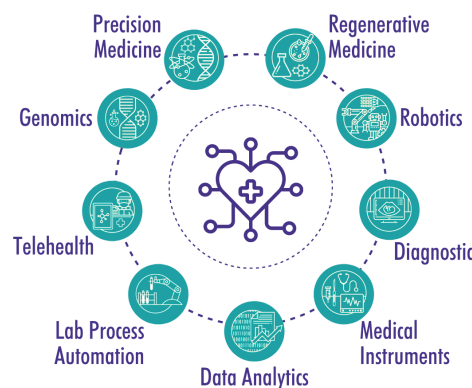 Precision
Medicine
Regenerative
Medicine
Genomics
Robotics
Telehealth
Diagnostic
Lab Process
Automation
Medical
Instruments
Data Analytics